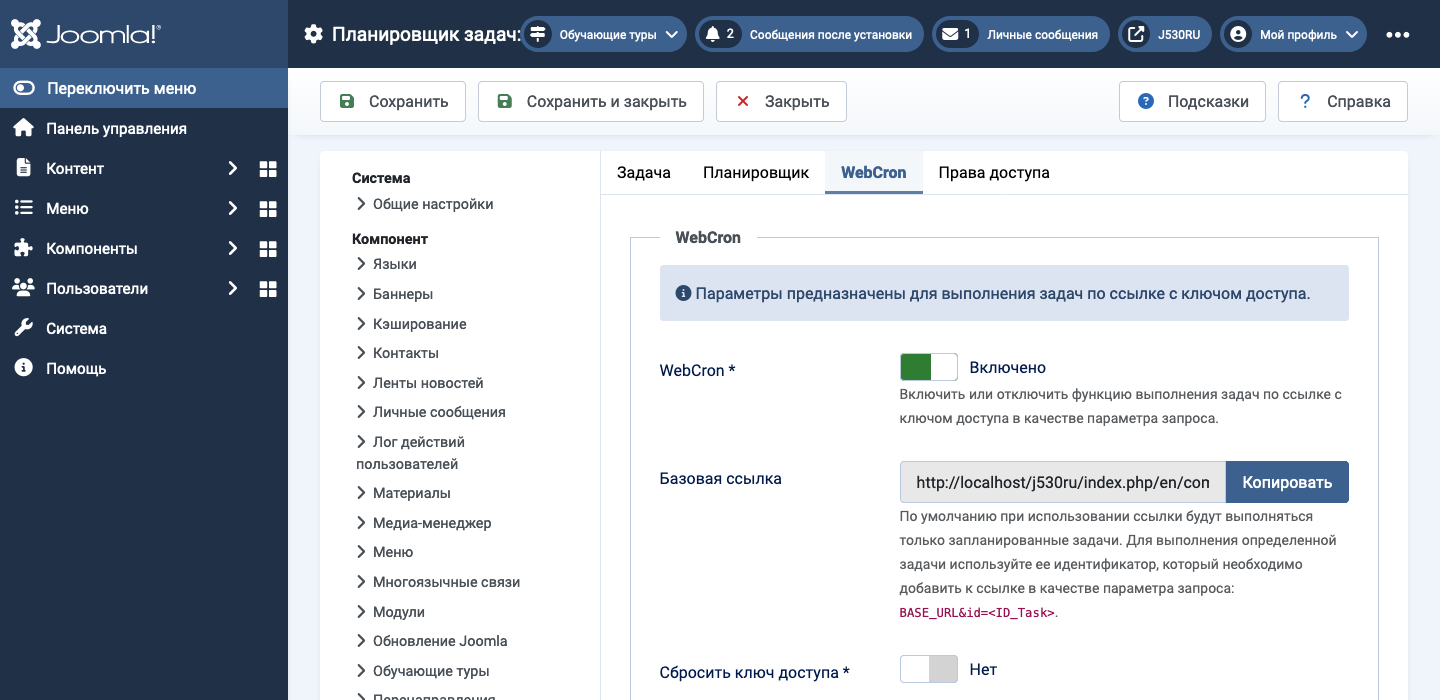 Joomla!
Планировщик задач:
Обучающие туры
2 Сообщения после установки
1 Личные сообщения
J530RU
Мой профиль
Переключить меню
Панель управления
Контент
Меню
Компоненты
Пользователи
Система
Помощь
Сохранить
Сохранить и закрыть
Закрыть
Подсказки
? Справка
Система
Общие настройки
Компонент
Языки
Баннеры
Кэширование
Контакты
Ленты новостей
Личные сообщения
Лог действий
пользователей
Материалы
Медиа-менеджер
Меню
Многоязычные связи
Модули
Обновление Joomla
Обучающие туры
Перенаправления
Задача
Планировщик
WebCron
Права доступа
WebCron
Параметры предназначены для выполнения задач по ссылке с ключом доступа.
WebCron *
Включено
Включить или отключить функцию выполнения задач по ссылке с
ключом доступа в качестве параметра запроса.
Базовая ссылка
http://localhost/j530ru/index.php/en/con
Копировать
По умолчанию при использовании ссылки будут выполняться
только запланированные задачи. Для выполнения определенной
задачи используйте ее идентификатор, который необходимо
добавить к ссылке в качестве параметра запроса:
BASE_URL&id=<ID_Task>.
Сбросить ключ доступа *
Нет